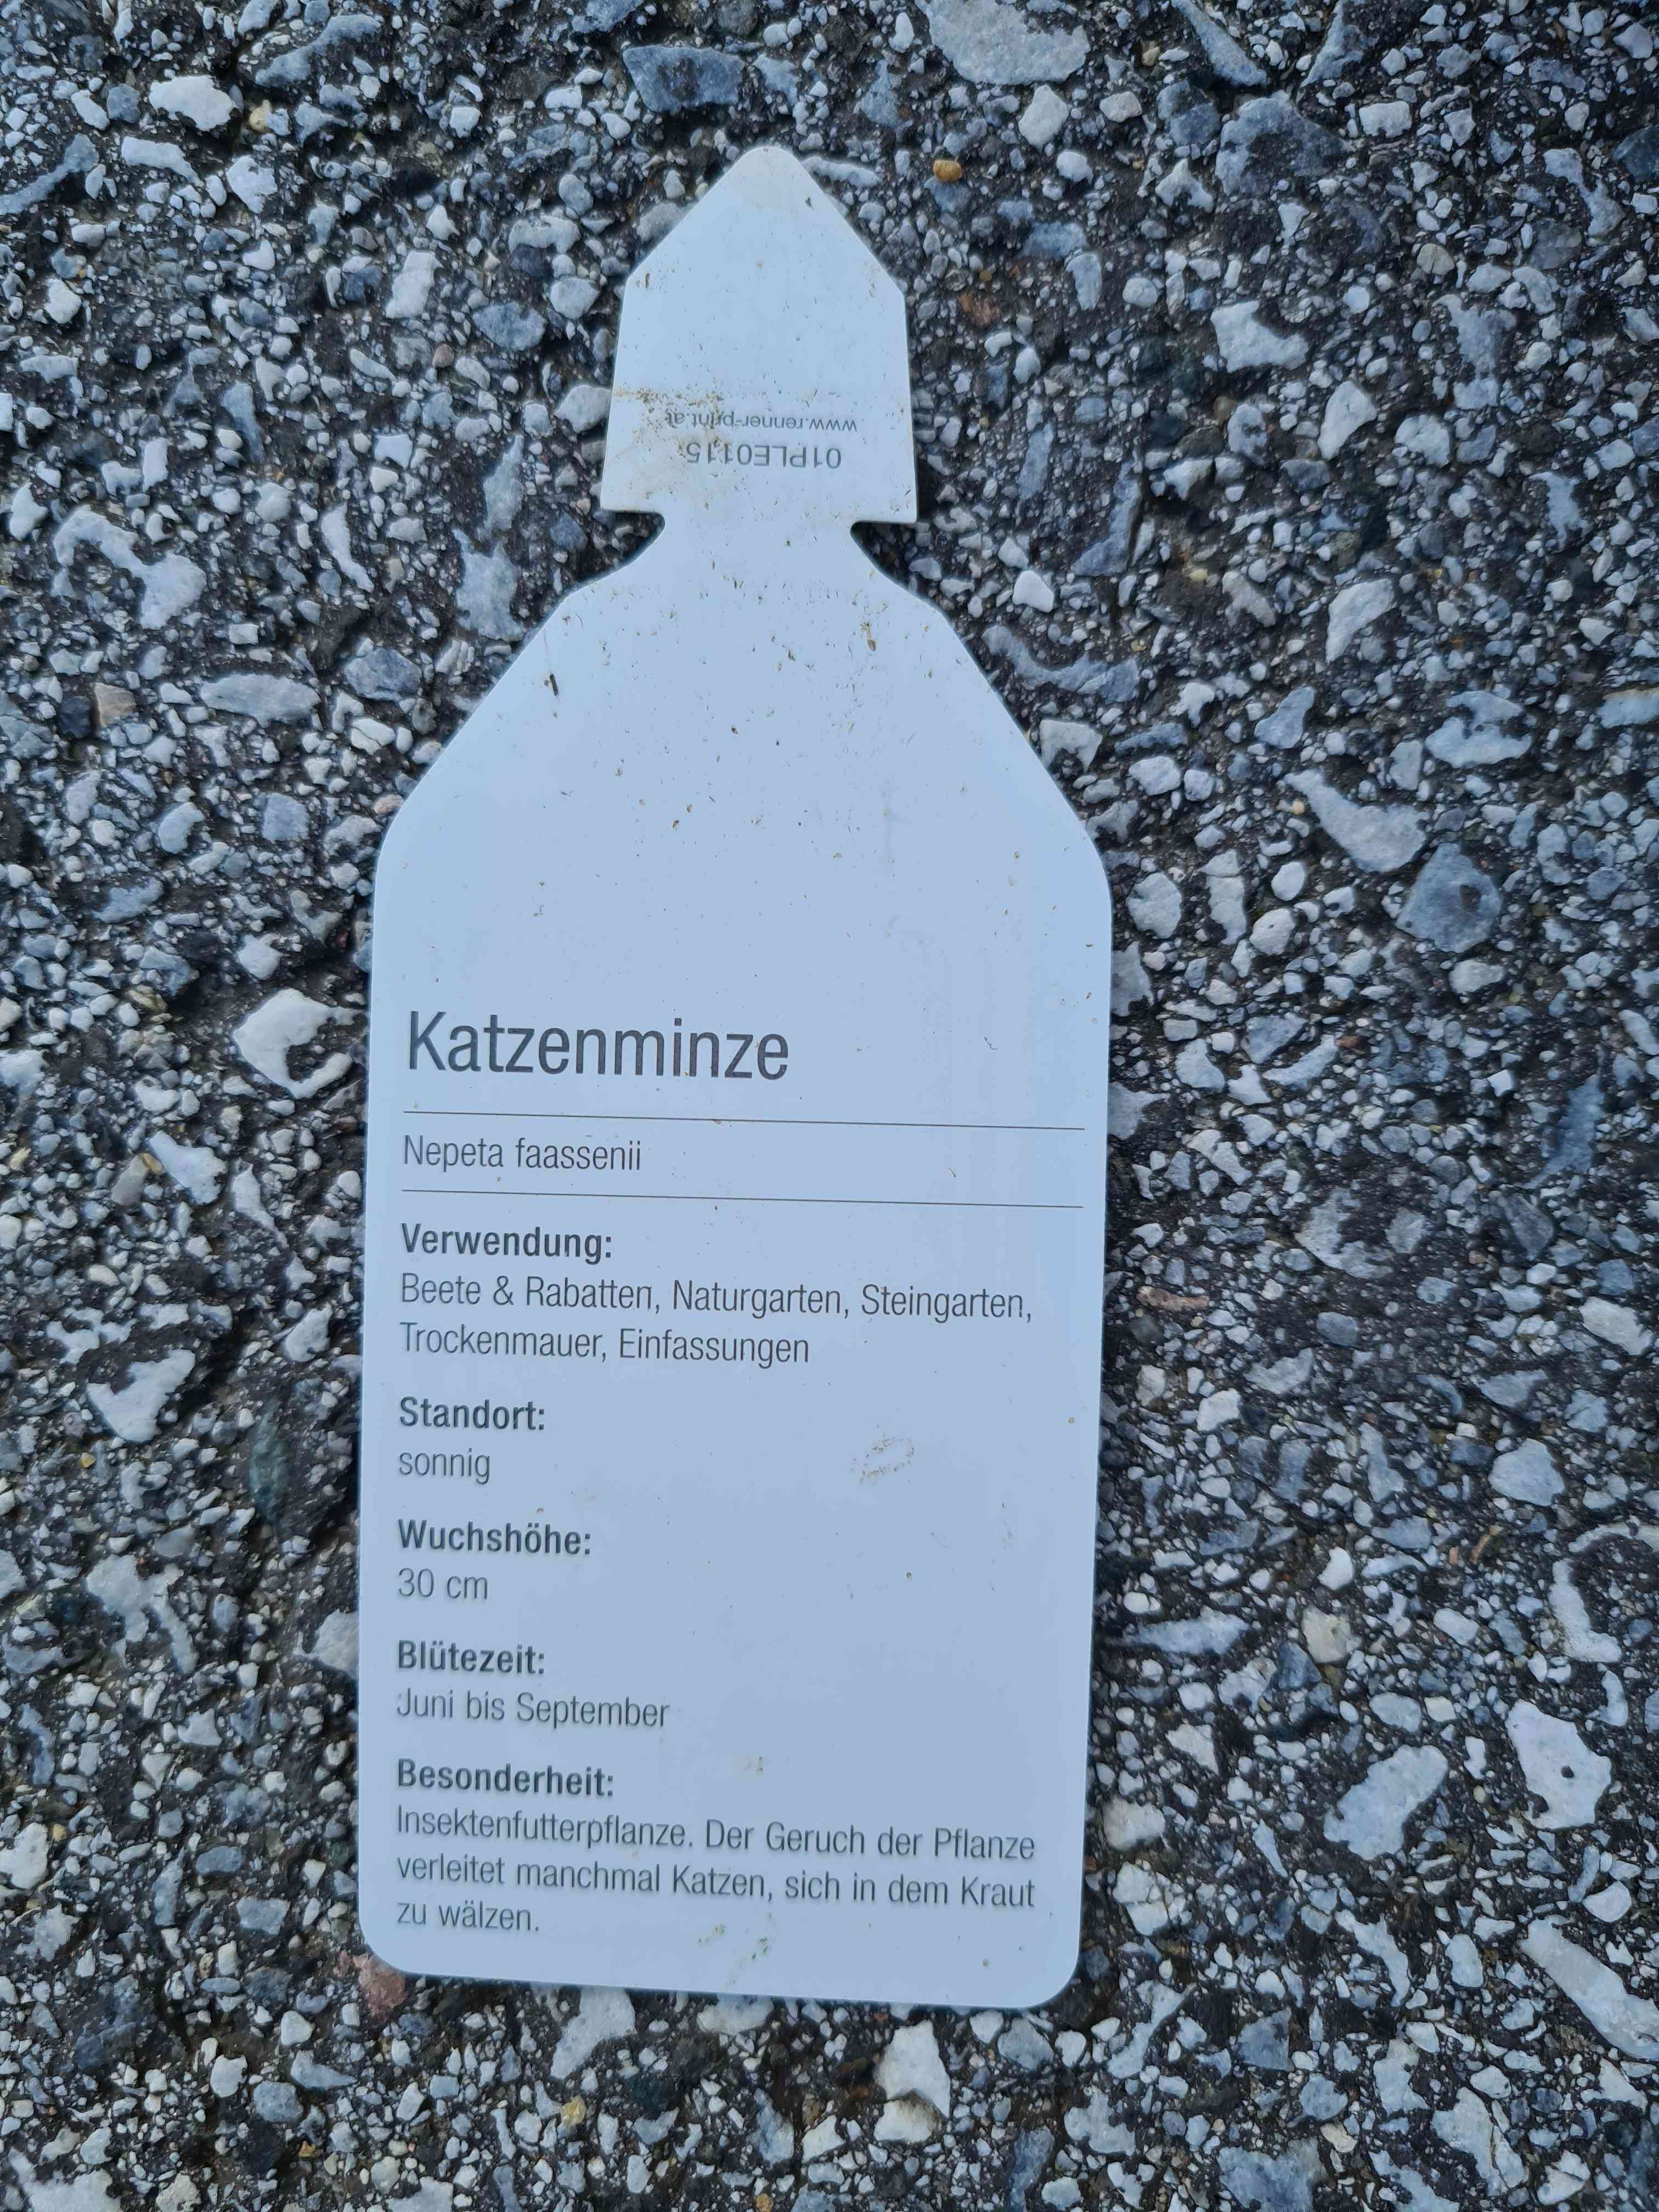 www.renner-print.at
01PLE0115
Katzenminze
Nepeta faassenii
Verwendung:
Beete & Rabatten, Naturgarten, Steingarten,
Trockenmauer, Einfassungen
Standort:
sonnig
Wuchshöhe:
30 cm
Blütezeit:
Juni bis September
Besonderheit:
Insektenfutterpflanze. Der Geruch der Pflanze
verleitet manchmal Katzen, sich in dem Kraut
zu wälzen.